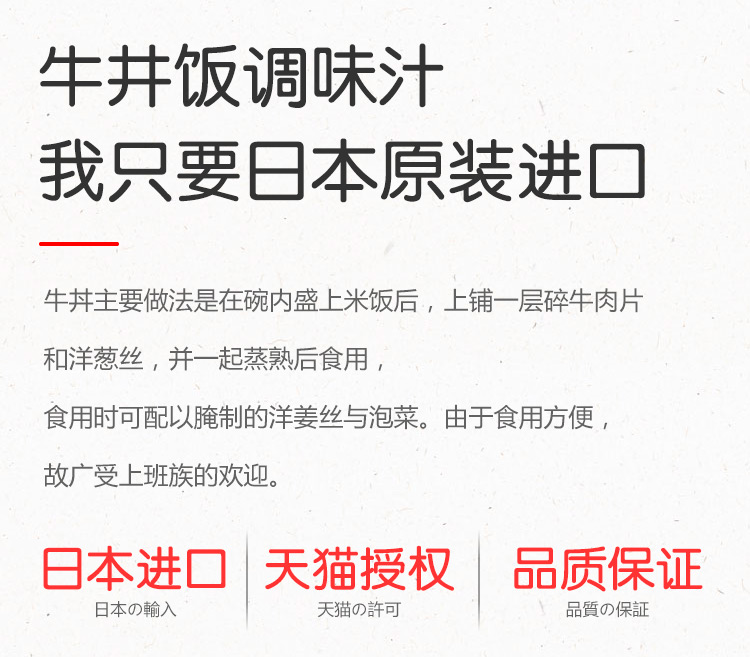 牛井饭调味汁
我只要日本原装进口
牛丼主要做法是在碗内盛上米饭后，上铺一层碎牛肉片
和洋葱丝，并一起蒸熟后食用，
食用时可配以腌制的洋姜丝与泡菜。由于食用方便，
故广受上班族的欢迎。
日本进口 天猫授权 品质保证
日本の輸入 天猫の許可 品質の保証